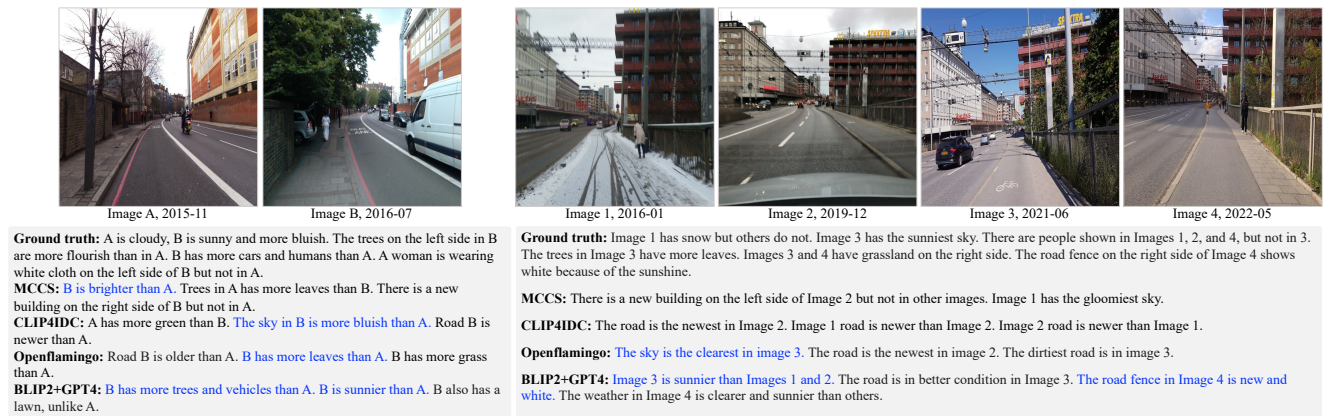 SPEKTRA
Image A, 2015-11
Image B, 2016-07
Image 1, 2016-01
Image 2, 2019-12
Image 3, 2021-06
Image 4, 2022-05
Ground truth: A is cloudy, B is sunny and more bluish. The trees on the left side in B
are more flourish than in A. B has more cars and humans than A. A woman is wearing
white cloth on the left side of B but not in A.
MCCS: B is brighter than A. Trees in A has more leaves than B. There is a new
building on the right side of B but not in A.
CLIP4IDC: A has more green than B. The sky in B is more bluish than A. Road B is
newer than A.
Openflamingo: Road B is older than A. B has more leaves than A. B has more grass
than A.
BLIP2+GPT4: B has more trees and vehicles than A. B is sunnier than A. B also has a
lawn, unlike A.
Ground truth: Image 1 has snow but others do not. Image 3 has the sunniest sky. There are people shown in Images 1, 2, and 4, but not in 3.
The trees in Image 3 have more leaves. Images 3 and 4 have grassland on the right side. The road fence on the right side of Image 4 shows
white because of the sunshine.
MCCS: There is a new building on the left side of Image 2 but not in other images. Image 1 has the gloomiest sky.
CLIP4IDC: The road is the newest in Image 2. Image 1 road is newer than Image 2. Image 2 road is newer than Image 1.
Openflamingo: The sky is the clearest in image 3. The road is the newest in image 2. The dirtiest road is in image 3.
BLIP2+GPT4: Image 3 is sunnier than Images 1 and 2. The road is in better condition in Image 3. The road fence in Image 4 is new and
white. The weather in Image 4 is clearer and sunnier than others.